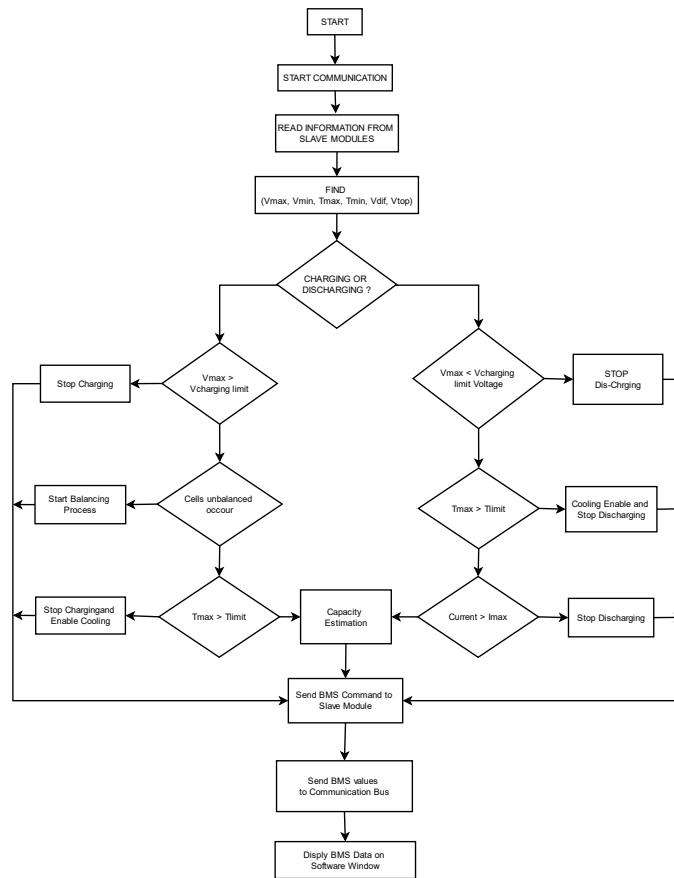 START
START COMMUNICATION
READ INFORMATION FROM
SLAVE MODULES
FIND
(Vmax, Vmin, Tmax, Tmin, Vdif, Vtop)
CHARGING OR
DISCHARGING ?
Stop Charging
Vmax >
Vcharging limit
Vmax < Vcharging
limit Voltage
STOP
Dis-Chrging
Start Balancing
Process
Cells unbalanced
occour
Tmax > Tlimit
Cooling Enable and
Stop Discharging
Stop Chargingand
Enable Cooling
Tmax > Tlimit
Capacity
Estimation
Current > Imax
Stop Discharging
Send BMS Command to
Slave Module
Send BMS values
to Communication Bus
Disply BMS Data on
Software Window